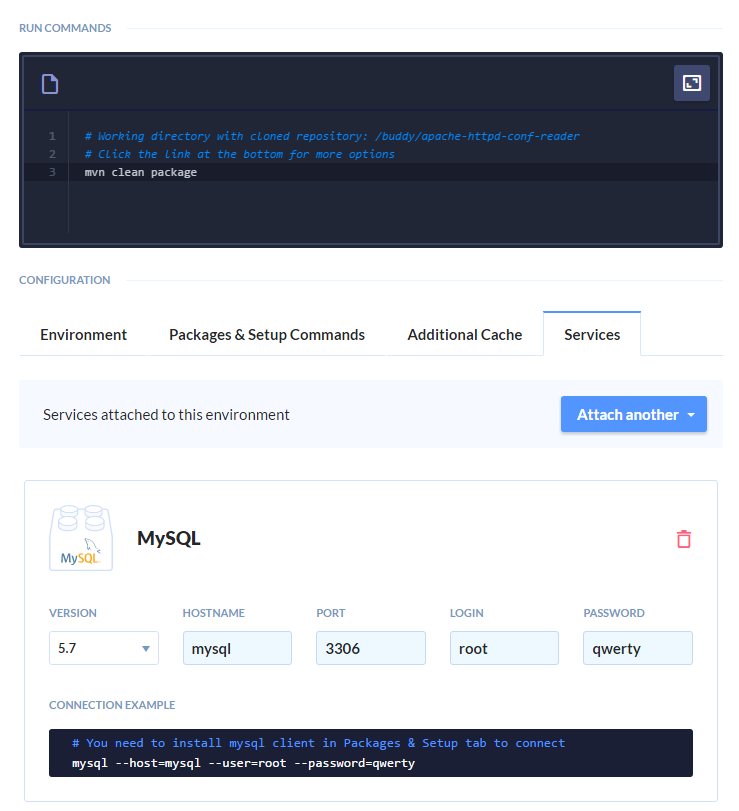 RUN COMMANDS
1 # Working directory with cloned repository: /buddy/apache-httpd-conf-reader
2 # Click the link at the bottom for more options
3 mvn clean package
CONFIGURATION
Environment Packages & Setup Commands Additional Cache Services
Services attached to this environment Attach another
MySQL
MySQL
VERSION HOSTNAME PORT LOGIN PASSWORD
5.7 mysql 3306 root qwerty
CONNECTION EXAMPLE
# You need to install mysql client in Packages & Setup tab to connect
mysql --host=mysql --user=root --password=qwerty